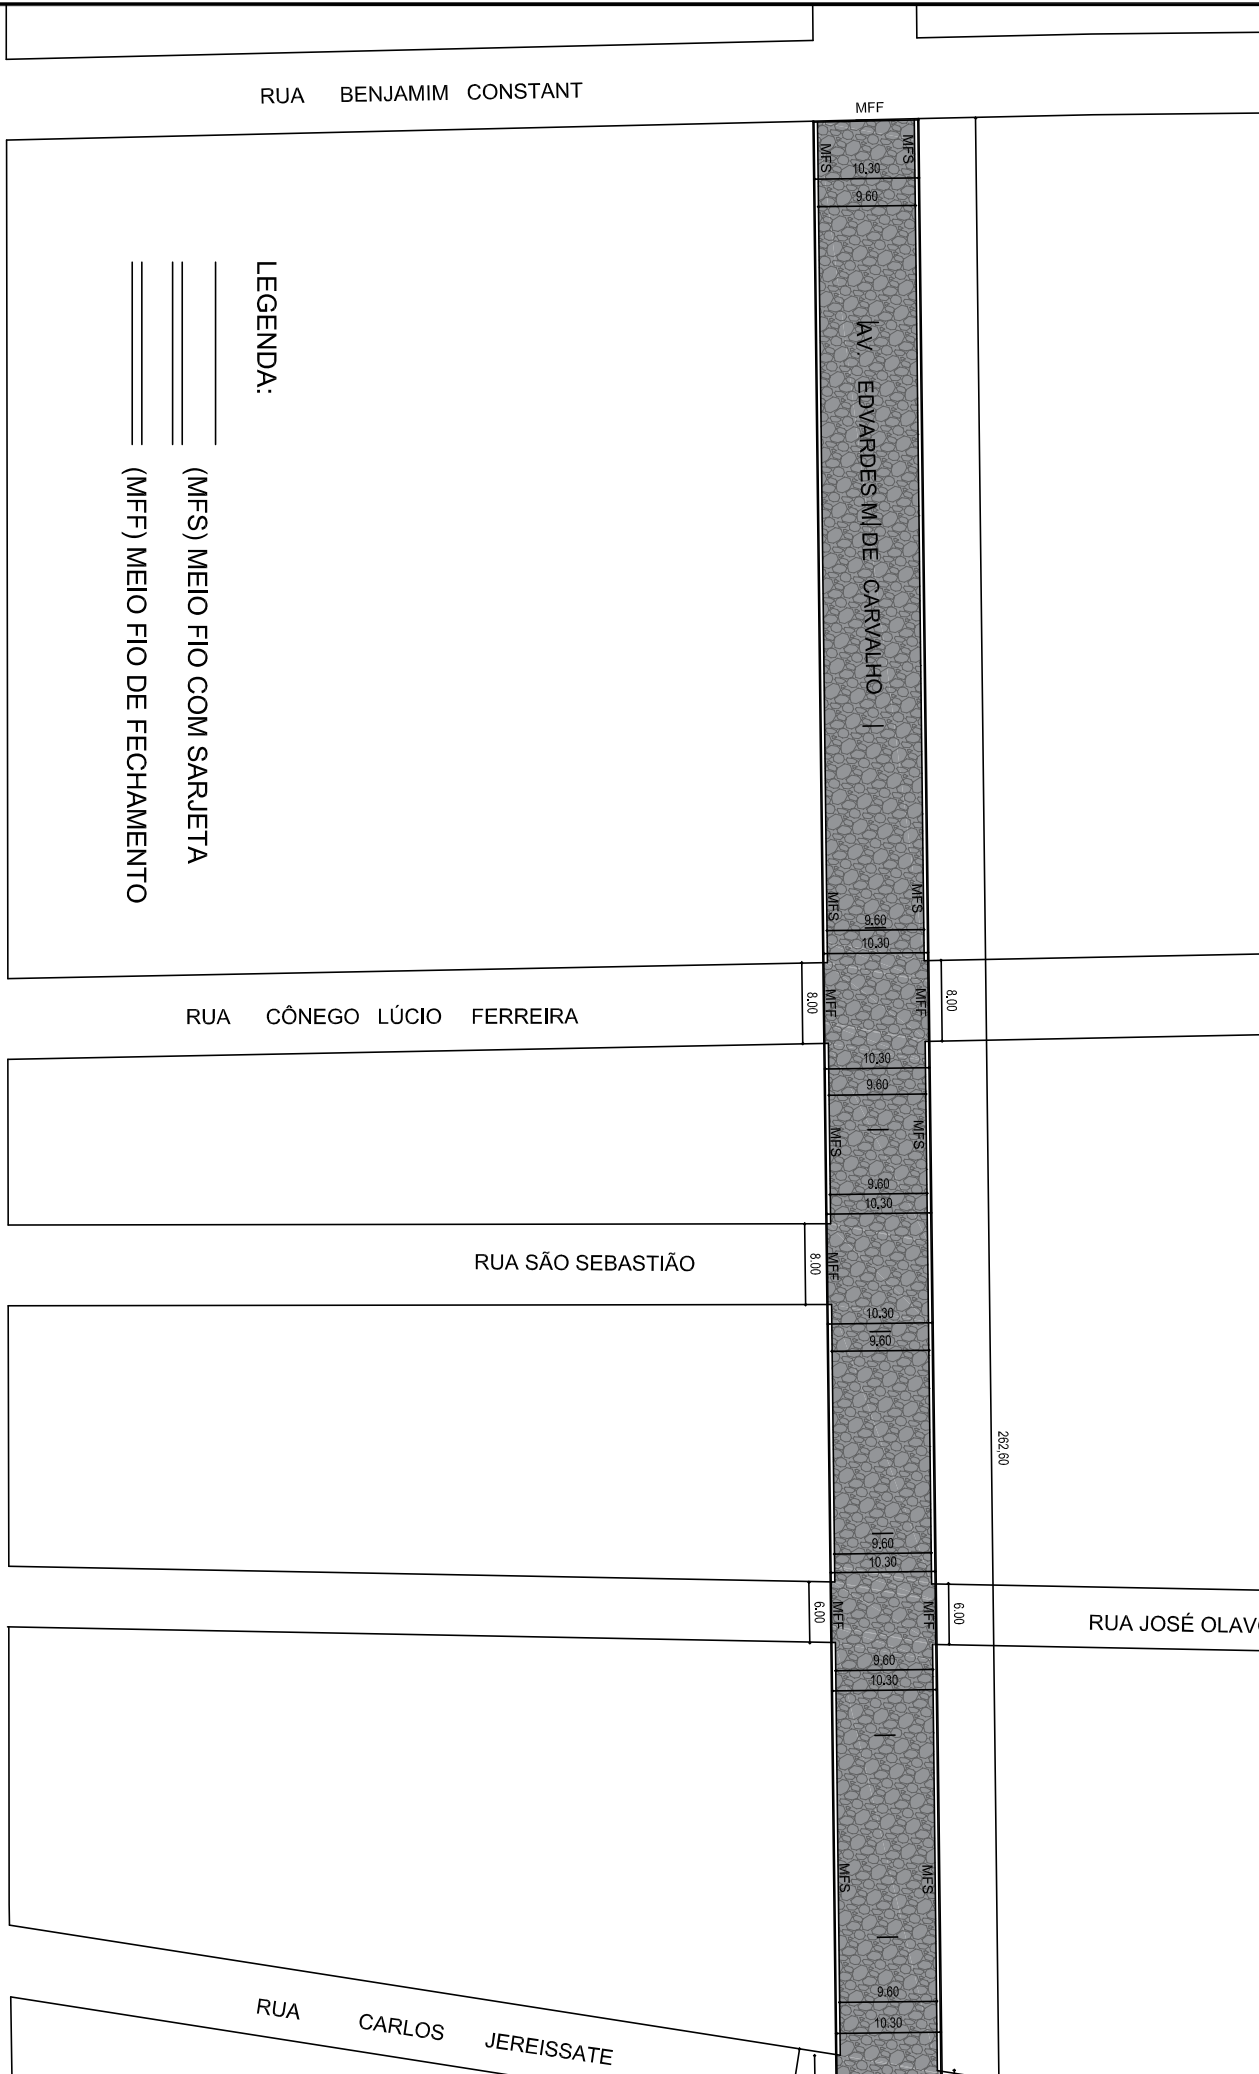 RUA BENJAMIM CONSTANT
MFF
MFS
MFS
10.30
9.60
LEGENDA:
(MFS) MEIO FIO COM SARJETA
(MFF) MEIO FIO DE FECHAMENTO
AV. EDVARDES M. DE CARVALHO
MFS
MFS
9.60
10.30
RUA CÔNEGO LÚCIO FERREIRA
8.00
MFF
MFF
8.00
10.30
9.60
MFS
MFS
9.60
10.30
RUA SÃO SEBASTIÃO
8.00
MFF
10.30
9.60
262,60
9.60
10.30
6.00
MFF
MFF
6.00
RUA JOSÉ
9.60
10.30
MFS
MFS
9.60
10.30
RUA CARLOS JEREISSATE